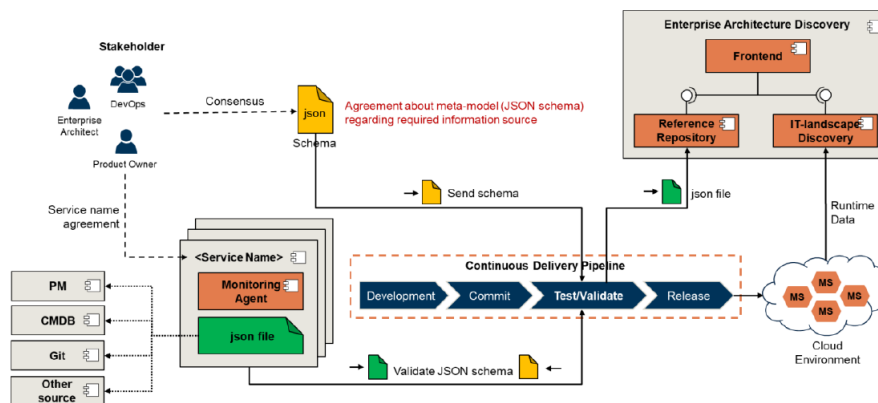 Stakeholder
DevOps
Enterprise
Architect
Product Owner
Consensus
json
Schema
Agreement about meta-model (JSON schema)
regarding required information source
Enterprise Architecture Discovery
Frontend
Reference
Repository
IT-landscape
Discovery
Send schema
json file
Runtime
Data
Service name
agreement
<Service Name>
Monitoring
Agent
json file
PM
CMDB
Git
Other
source
Continuous Delivery Pipeline
Development
Commit
Test/Validate
Release
Validate JSON schema
MS
MS
MS
MS
Cloud
Environment